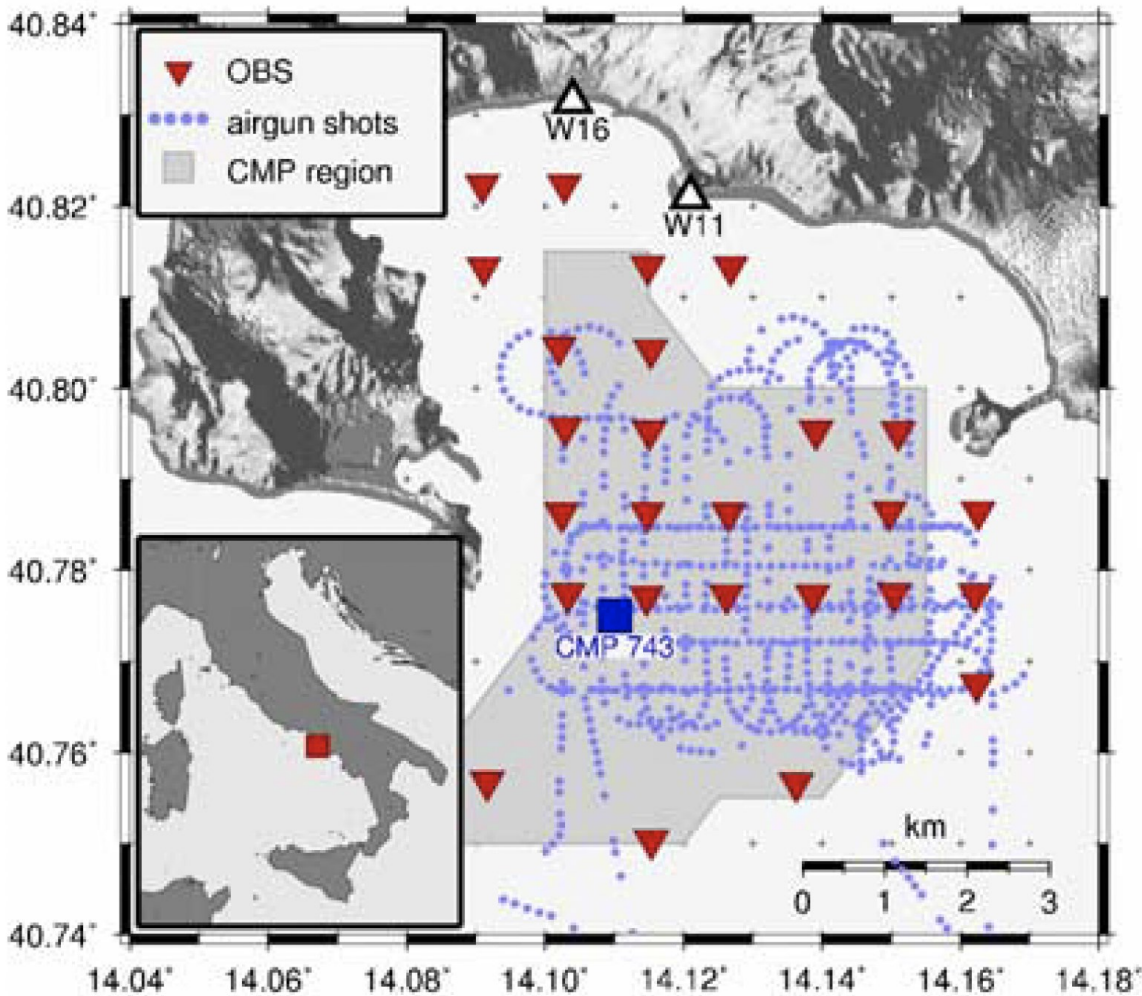 40.84°
40.82°
40.80°
40.78°
40.76°
40.74°
OBS
airgun shots
CMP region
W16
W11
CMP 743
km
0 1 2 3
14.04° 14.06° 14.08° 14.10° 14.12° 14.14° 14.16° 14.18°